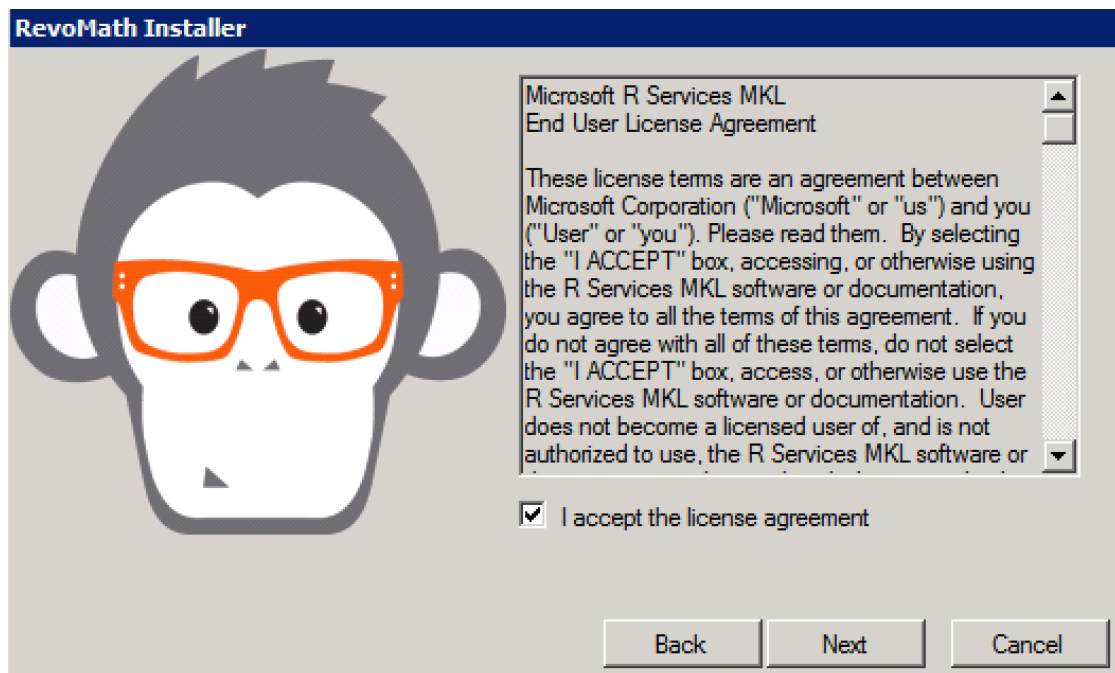 RevoMath Installer
Microsoft R Services MKL
End User License Agreement
These license terms are an agreement between
Microsoft Corporation ("Microsoft" or "us") and you
("User" or "you"). Please read them.  By selecting
the "I ACCEPT" box, accessing, or otherwise using
the R Services MKL software or documentation,
you agree to all the terms of this agreement.  If you
do not agree with all of these terms, do not select
the "I ACCEPT" box, access, or otherwise use the
R Services MKL software or documentation.  User
does not become a licensed user of, and is not
authorized to use, the R Services MKL software or
I accept the license agreement
Back
Next
Cancel